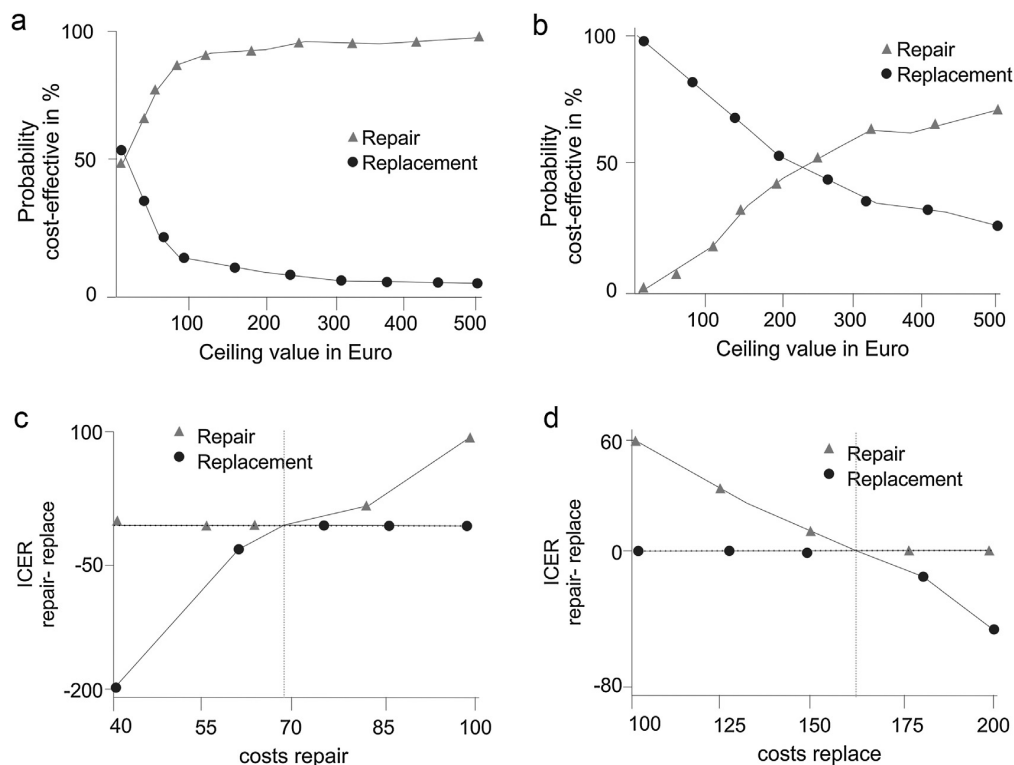 a
100
50
0
Probability
cost-effective in %
Repair
Replacement
100 200 300 400 500
Ceiling value in Euro
b
100
50
0
Probability
cost-effective in %
Repair
Replacement
100 200 300 400 500
Ceiling value in Euro
c
100
-50
-200
ICER
repair- replace
Repair
Replacement
40 55 70 85 100
costs repair
d
60
0
-80
ICER
repair- replace
Repair
Replacement
100 125 150 175 200
costs replace